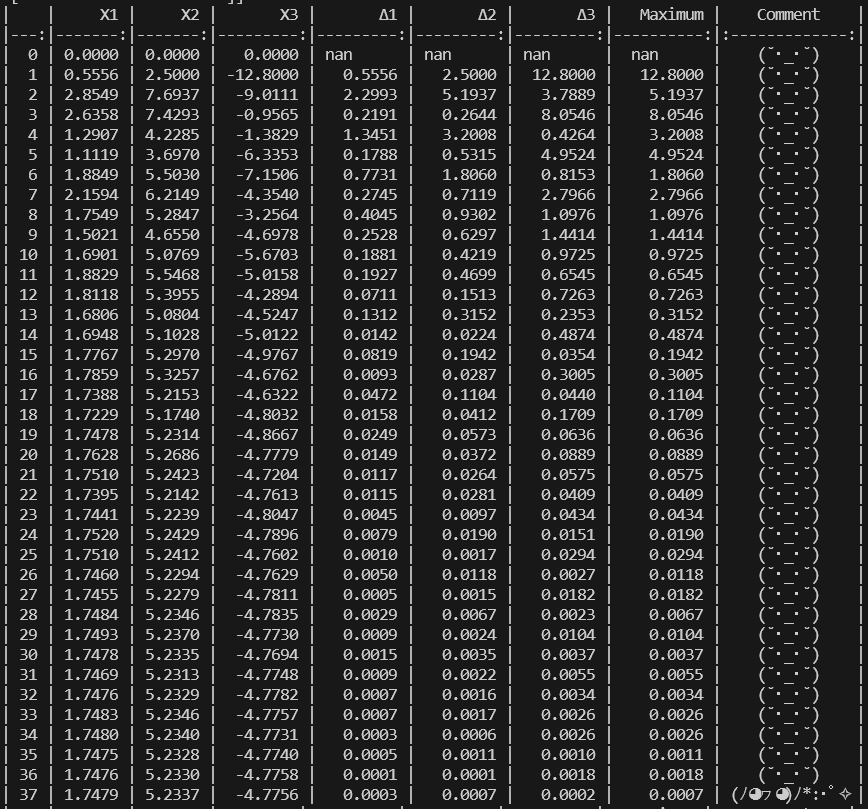 |    |     X1 |     X2 |       X3 |     Δ1 |     Δ2 |      Δ3 |   Maximum |    Comment    |
|---:|-------:|-------:|---------:|-------:|-------:|--------:|----------:|:-------------:|
|  0 | 0.0000 | 0.0000 |   0.0000 | nan    | nan    | nan     | nan       |    (˘･_･˘)    |
|  1 | 0.5556 | 2.5000 | -12.8000 | 0.5556 | 2.5000 | 12.8000 |   12.8000 |    (˘･_･˘)    |
|  2 | 2.8549 | 7.6937 |  -9.0111 | 2.2993 | 5.1937 |  3.7889 |    5.1937 |    (˘･_･˘)    |
|  3 | 2.6358 | 7.4293 |  -0.9565 | 0.2191 | 0.2644 |  8.0546 |    8.0546 |    (˘･_･˘)    |
|  4 | 1.2907 | 4.2285 |  -1.3829 | 1.3451 | 3.2008 |  0.4264 |    3.2008 |    (˘･_･˘)    |
|  5 | 1.1119 | 3.6970 |  -6.3353 | 0.1788 | 0.5315 |  4.9524 |    4.9524 |    (˘･_･˘)    |
|  6 | 1.8849 | 5.5030 |  -7.1506 | 0.7731 | 1.8060 |  0.8153 |    1.8060 |    (˘･_･˘)    |
|  7 | 2.1594 | 6.2149 |  -4.3540 | 0.2745 | 0.7119 |  2.7966 |    2.7966 |    (˘･_･˘)    |
|  8 | 1.7549 | 5.2847 |  -3.2564 | 0.4045 | 0.9302 |  1.0976 |    1.0976 |    (˘･_･˘)    |
|  9 | 1.5021 | 4.6550 |  -4.6978 | 0.2528 | 0.6297 |  1.4414 |    1.4414 |    (˘･_･˘)    |
| 10 | 1.6901 | 5.0769 |  -5.6703 | 0.1881 | 0.4219 |  0.9725 |    0.9725 |    (˘･_･˘)    |
| 11 | 1.8829 | 5.5468 |  -5.0158 | 0.1927 | 0.4699 |  0.6545 |    0.6545 |    (˘･_･˘)    |
| 12 | 1.8118 | 5.3955 |  -4.2894 | 0.0711 | 0.1513 |  0.7263 |    0.7263 |    (˘･_･˘)    |
| 13 | 1.6806 | 5.0804 |  -4.5247 | 0.1312 | 0.3152 |  0.2353 |    0.3152 |    (˘･_･˘)    |
| 14 | 1.6948 | 5.1028 |  -5.0122 | 0.0142 | 0.0224 |  0.4874 |    0.4874 |    (˘･_･˘)    |
| 15 | 1.7767 | 5.2970 |  -4.9767 | 0.0819 | 0.1942 |  0.0354 |    0.1942 |    (˘･_･˘)    |
| 16 | 1.7859 | 5.3257 |  -4.6762 | 0.0093 | 0.0287 |  0.3005 |    0.3005 |    (˘･_･˘)    |
| 17 | 1.7388 | 5.2153 |  -4.6322 | 0.0472 | 0.1104 |  0.0440 |    0.1104 |    (˘･_･˘)    |
| 18 | 1.7229 | 5.1740 |  -4.8032 | 0.0158 | 0.0412 |  0.1709 |    0.1709 |    (˘･_･˘)    |
| 19 | 1.7478 | 5.2314 |  -4.8667 | 0.0249 | 0.0573 |  0.0636 |    0.0636 |    (˘･_･˘)    |
| 20 | 1.7628 | 5.2686 |  -4.7779 | 0.0149 | 0.0372 |  0.0889 |    0.0889 |    (˘･_･˘)    |
| 21 | 1.7510 | 5.2423 |  -4.7204 | 0.0117 | 0.0264 |  0.0575 |    0.0575 |    (˘･_･˘)    |
| 22 | 1.7395 | 5.2142 |  -4.7613 | 0.0115 | 0.0281 |  0.0409 |    0.0409 |    (˘･_･˘)    |
| 23 | 1.7441 | 5.2239 |  -4.8047 | 0.0045 | 0.0097 |  0.0434 |    0.0434 |    (˘･_･˘)    |
| 24 | 1.7520 | 5.2429 |  -4.7896 | 0.0079 | 0.0190 |  0.0151 |    0.0190 |    (˘･_･˘)    |
| 25 | 1.7510 | 5.2412 |  -4.7602 | 0.0010 | 0.0017 |  0.0294 |    0.0294 |    (˘･_･˘)    |
| 26 | 1.7460 | 5.2294 |  -4.7629 | 0.0050 | 0.0118 |  0.0027 |    0.0118 |    (˘･_･˘)    |
| 27 | 1.7455 | 5.2279 |  -4.7811 | 0.0005 | 0.0015 |  0.0182 |    0.0182 |    (˘･_･˘)    |
| 28 | 1.7484 | 5.2346 |  -4.7835 | 0.0029 | 0.0067 |  0.0023 |    0.0067 |    (˘･_･˘)    |
| 29 | 1.7493 | 5.2370 |  -4.7730 | 0.0009 | 0.0024 |  0.0104 |    0.0104 |    (˘･_･˘)    |
| 30 | 1.7478 | 5.2335 |  -4.7694 | 0.0015 | 0.0035 |  0.0037 |    0.0037 |    (˘･_･˘)    |
| 31 | 1.7469 | 5.2313 |  -4.7748 | 0.0009 | 0.0022 |  0.0055 |    0.0055 |    (˘･_･˘)    |
| 32 | 1.7476 | 5.2329 |  -4.7782 | 0.0007 | 0.0016 |  0.0034 |    0.0034 |    (˘･_･˘)    |
| 33 | 1.7483 | 5.2346 |  -4.7757 | 0.0007 | 0.0017 |  0.0026 |    0.0026 |    (˘･_･˘)    |
| 34 | 1.7480 | 5.2340 |  -4.7731 | 0.0003 | 0.0006 |  0.0026 |    0.0026 |    (˘･_･˘)    |
| 35 | 1.7475 | 5.2328 |  -4.7740 | 0.0005 | 0.0011 |  0.0010 |    0.0011 |    (˘･_･˘)    |
| 36 | 1.7476 | 5.2330 |  -4.7758 | 0.0001 | 0.0001 |  0.0018 |    0.0018 |    (˘･_･˘)    |
| 37 | 1.7479 | 5.2337 |  -4.7756 | 0.0003 | 0.0007 |  0.0002 |    0.0007 | (ﾉ◕ヮ◕)ﾉ*:･ﾟ✧